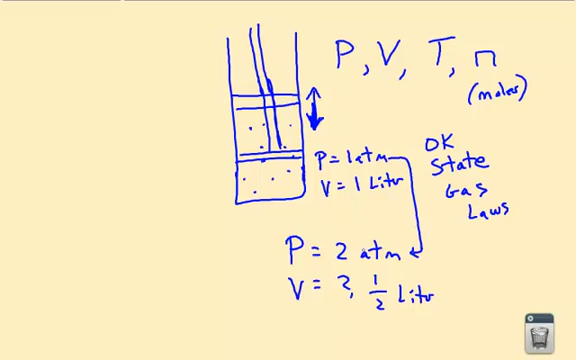 P, V, T, n
(moles)
P = 1 atm
V = 1 Liter
OK
State
Gas
Laws
P = 2 atm
V = ?, 1/2 Liter